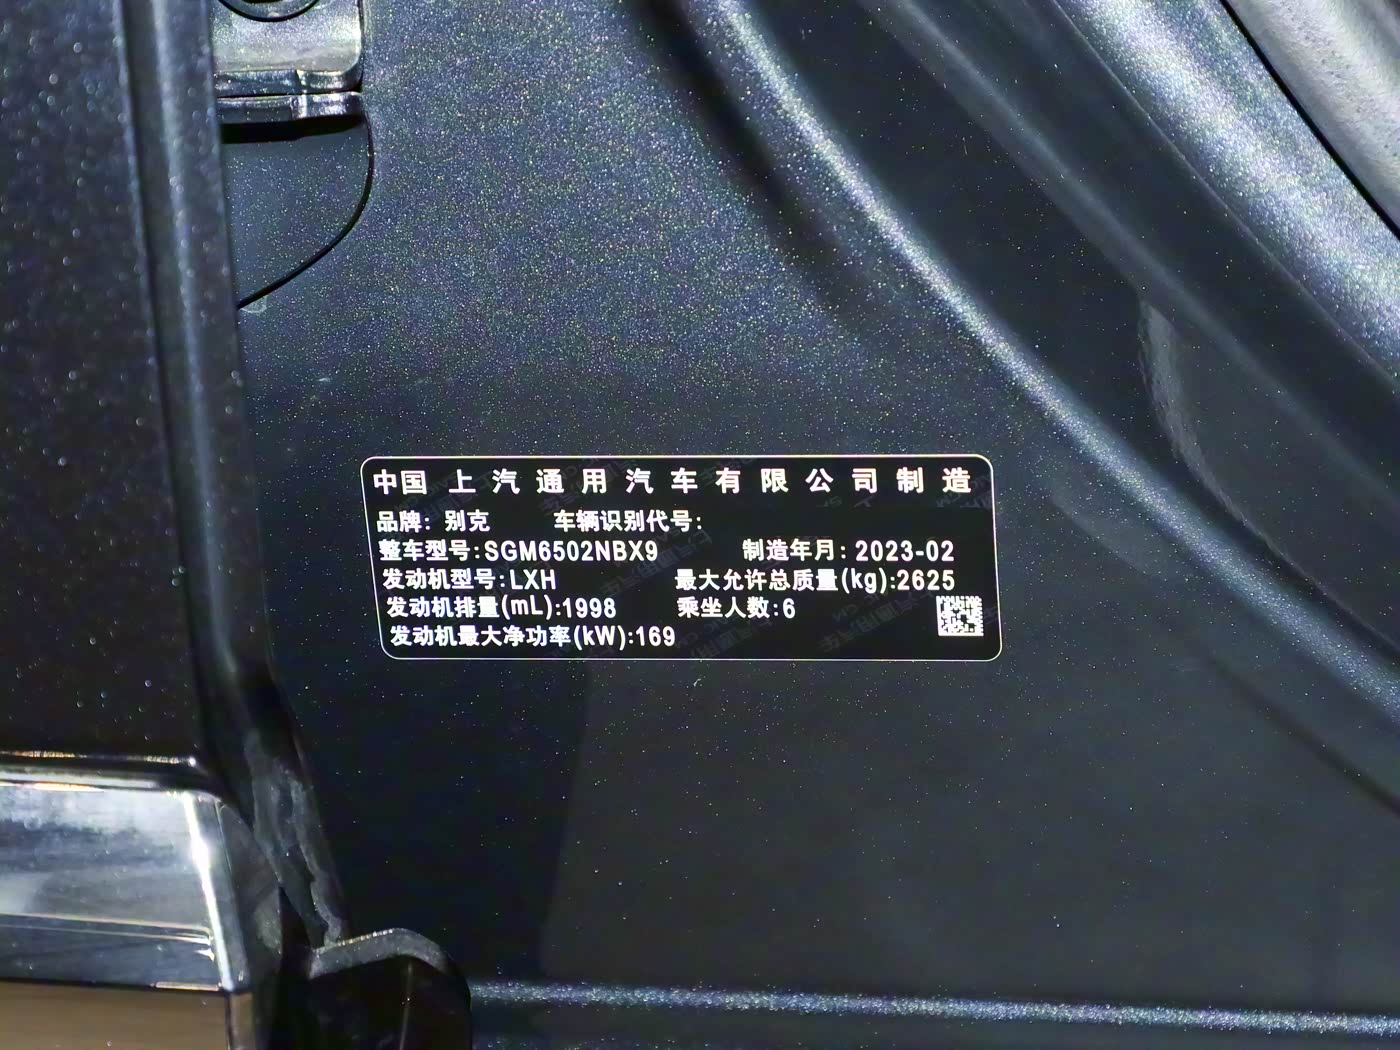 中国 上汽通用汽车有限公司制造
品牌: 别克 车辆识别代号:
整车型号:SGM6502NBX9 制造年月: 2023-02
发动机型号:LXH 最大允许总质量(kg):2625
发动机排量(mL):1998 乘坐人数:6
发动机最大净功率(kW):169